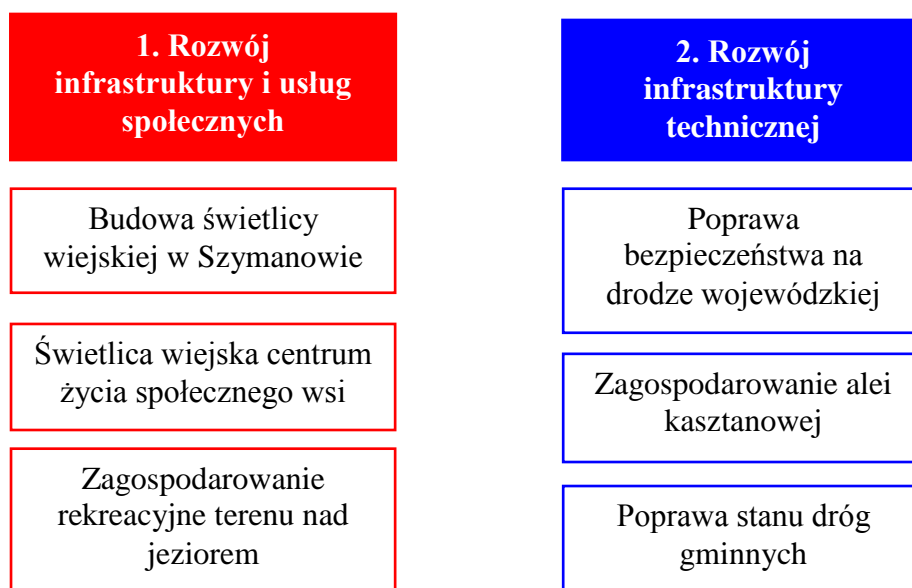 1. Rozwój
infrastruktury i usług
społecznych
Budowa świetlicy
wiejskiej w Szymanowie
Świetlica wiejska centrum
życia społecznego wsi
Zagospodarowanie
rekreacyjne terenu nad
jeziorem
2. Rozwój
infrastruktury
technicznej
Poprawa
bezpieczeństwa na
drodze wojewódzkiej
Zagospodarowanie alei
kasztanowej
Poprawa stanu dróg
gminnych